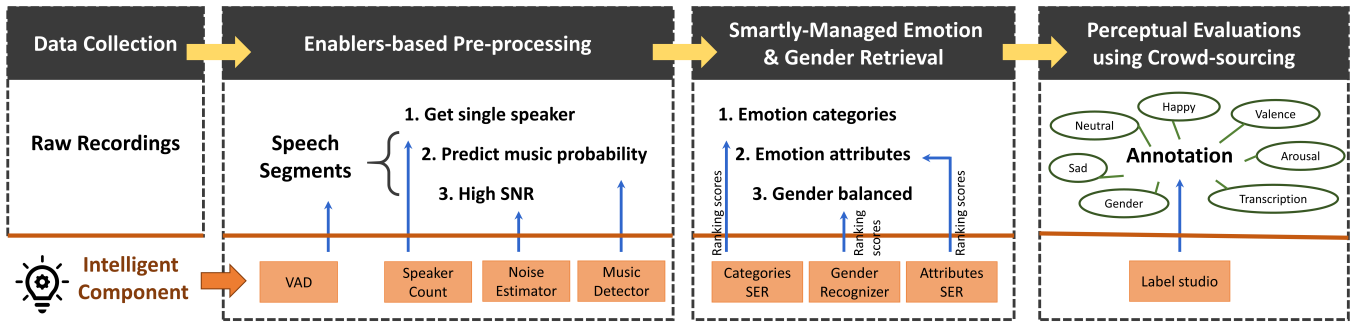 Data Collection
Enablers-based Pre-processing
Smartly-Managed Emotion
& Gender Retrieval
Perceptual Evaluations
using Crowd-sourcing
Raw Recordings
Speech
Segments
1. Get single speaker
2. Predict music probability
3. High SNR
1. Emotion categories
2. Emotion attributes
3. Gender balanced
Ranking scores
Ranking
scores
Ranking scores
Happy
Neutral
Valence
Annotation
Arousal
Sad
Gender
Transcription
Intelligent
Component
VAD
Speaker
Count
Noise
Estimator
Music
Detector
Categories
SER
Gender
Recognizer
Attributes
SER
Label studio